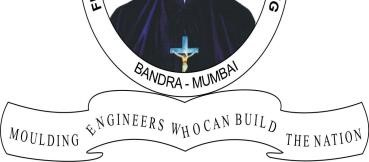 BANDRA - MUMBAI
MOULDING ENGINEERS WHO CAN BUILD THE NATION